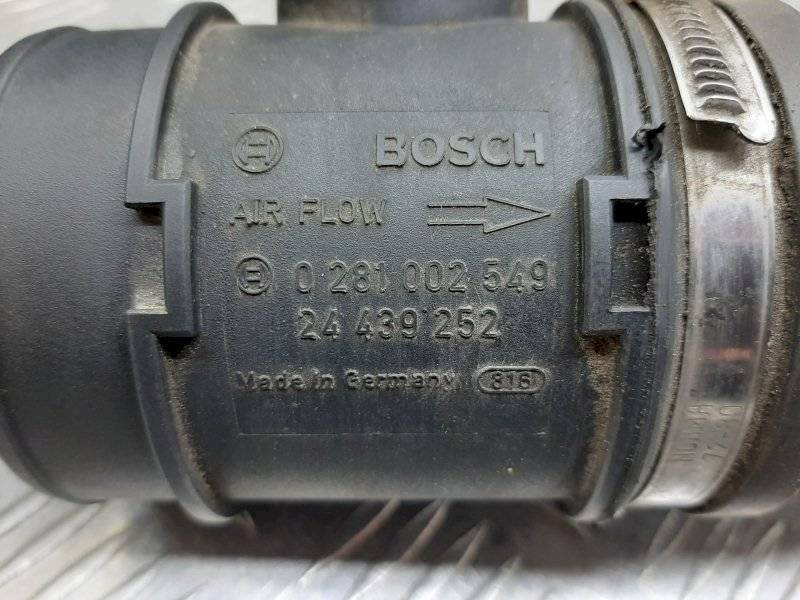 BOSCH
AIR FLOW
0 281 002 549
24 439 252
Made in Germany 816